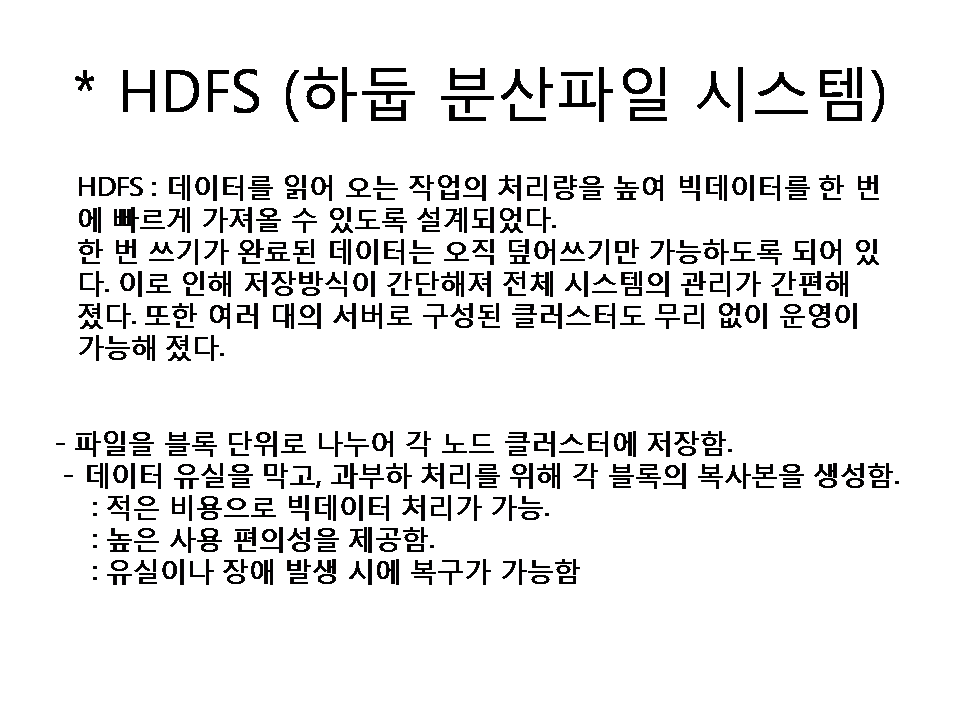 * HDFS (하둡 분산파일 시스템)
HDFS : 데이터를 읽어 오는 작업의 처리량을 높여 빅데이터를 한 번
에 빠르게 가져올 수 있도록 설계되었다.
한 번 쓰기가 완료된 데이터는 오직 덮어쓰기만 가능하도록 되어 있
다. 이로 인해 저장방식이 간단해져 전체 시스템의 관리가 간편해
졌다. 또한 여러 대의 서버로 구성된 클러스터도 무리 없이 운영이
가능해 졌다.
- 파일을 블록 단위로 나누어 각 노드 클러스터에 저장함.
- 데이터 유실을 막고, 과부하 처리를 위해 각 블록의 복사본을 생성함.
: 적은 비용으로 빅데이터 처리가 가능.
: 높은 사용 편의성을 제공함.
: 유실이나 장애 발생 시에 복구가 가능함